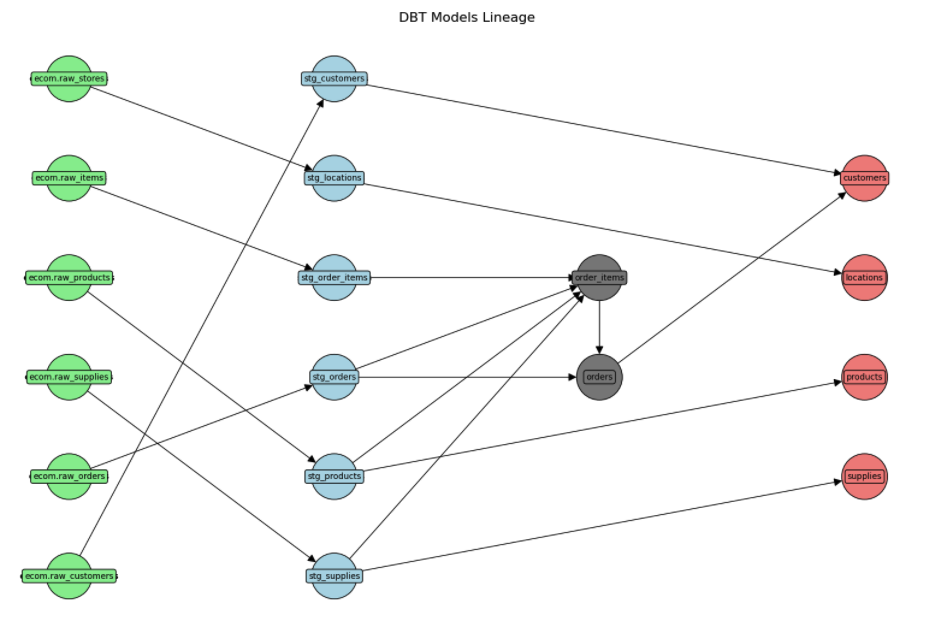 DBT Models Lineage
ecom.raw_stores
stg_customers
ecom.raw_items
stg_locations
customers
ecom.raw_products
stg_order_items
order_items
locations
ecom.raw_supplies
stg_orders
orders
products
ecom.raw_orders
stg_products
supplies
ecom.raw_customers
stg_supplies